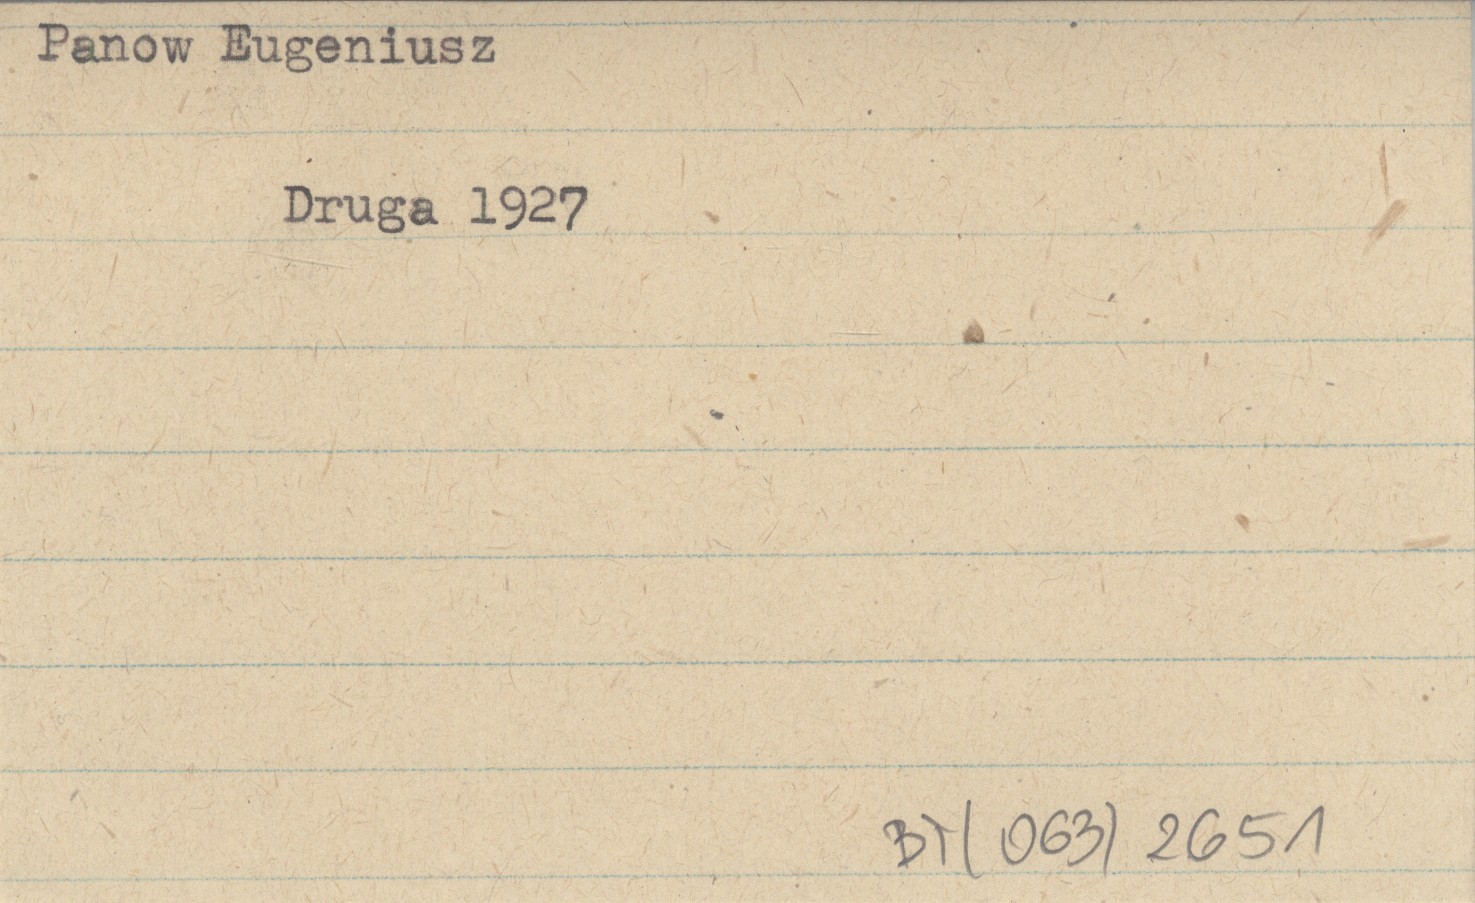 Panow Eugeniusz
Druga 1927
BT(063) 2651